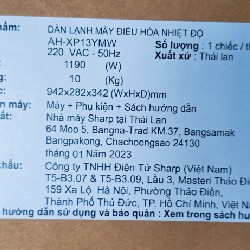 hẩm: DÀN LẠNH MÁY ĐIỀU HÒA NHIỆT ĐỘ
AH-XP13YMW Số lượng : 1 chiếc / t
220 VAC - 50Hz Xuất xứ : Thái lan
1190 (W)
10 (Kg)
942x282x342 (WxHxD)mm
m máy: Máy + Phụ kiện + Sách hướng dẫn
Nhà máy Sharp tại Thái Lan
64 Moo 5, Bangna-Trad KM.37, Bangsamak
Bangpakong, Chachoengsao 24130
tháng 01 Năm 2023
khẩu: Công ty TNHH Điện Tử Sharp (Việt Nam)
T5-B3.07 & T5-B3.09, Lầu 3, Masteri Thảo Điề
159 Xa Lộ Hà Nội, Phường Thảo Điền,
Thành Phố Thủ Đức, TP. Hồ Chí Minh, Việt Nam
hướng dẫn sử dụng và bảo quản : Xem trong sách hư